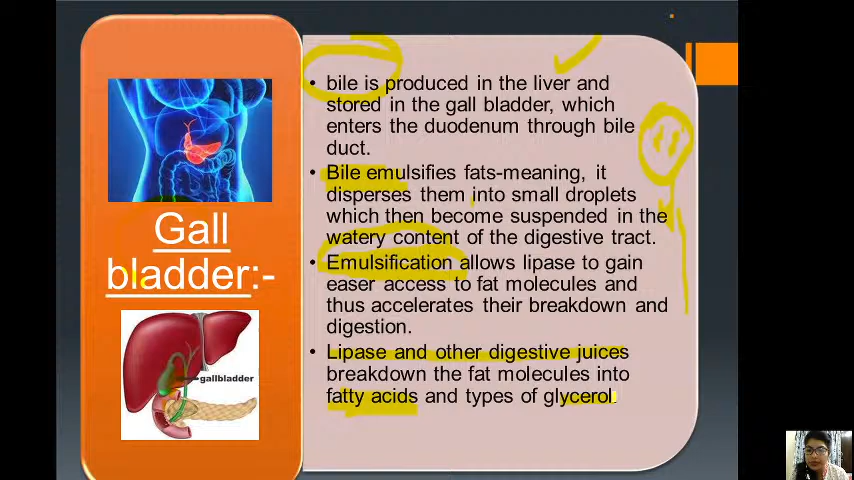 Gall
bladder:-
gallbladder
• bile is produced in the liver and
stored in the gall bladder, which
enters the duodenum through bile
duct.
• Bile emulsifies fats-meaning, it
disperses them into small droplets
which then become suspended in the
watery content of the digestive tract.
• Emulsification allows lipase to gain
easer access to fat molecules and
thus accelerates their breakdown and
digestion.
• Lipase and other digestive juices
breakdown the fat molecules into
fatty acids and types of glycerol.